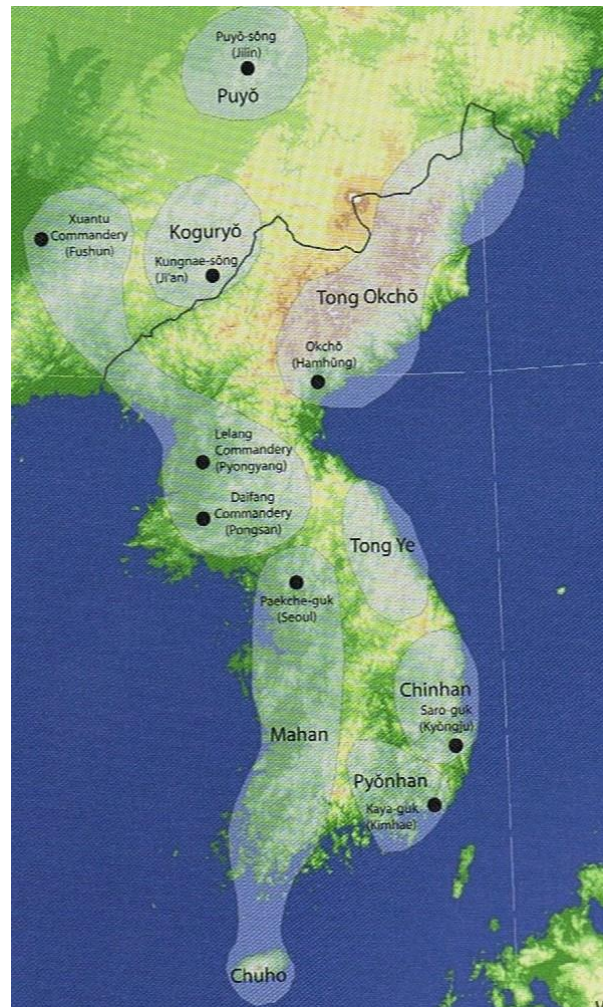 Puyŏ-sŏng
(Jilin)
Puyŏ
Xuantu
Commandery
(Fushun)
Koguryŏ
Kungnae-sŏng
(Ji'an)
Tong Okchŏ
Okchŏ
(Hamhŭng)
Lelang
Commandery
(Pyongyang)
Daifang
Commandery
(Pongsan)
Tong Ye
Paekche-guk
(Seoul)
Chinhan
Saro-guk
(Kyŏngju)
Mahan
Pyŏnhan
Kaya-guk
(Kimhae)
Chuho